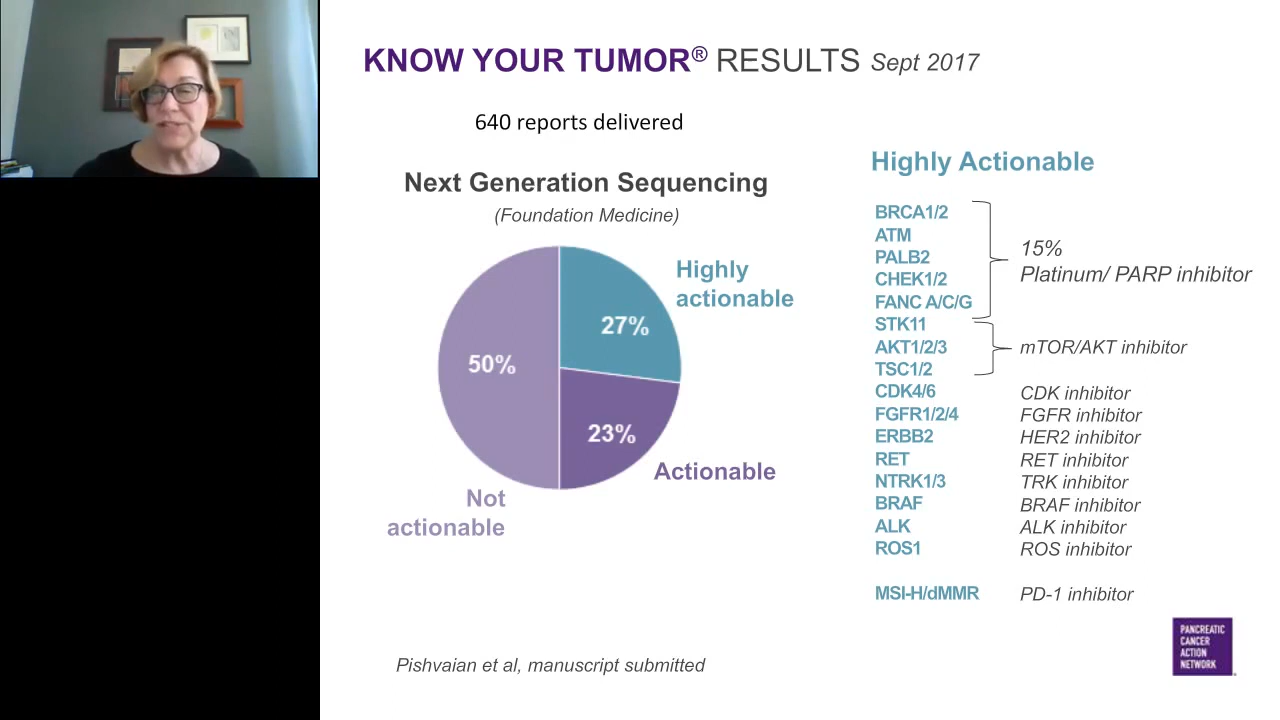 KNOW YOUR TUMOR® RESULTS Sept 2017
640 reports delivered
Next Generation Sequencing
(Foundation Medicine)
Highly
actionable
27%
50%
23%
Actionable
Not
actionable
Highly Actionable
BRCA1/2
ATM
PALB2
CHEK1/2
FANC A/C/G
15%
Platinum/ PARP inhibitor
STK11
AKT1/2/3
TSC1/2
mTOR/AKT inhibitor
CDK4/6 CDK inhibitor
FGFR1/2/4 FGFR inhibitor
ERBB2 HER2 inhibitor
RET RET inhibitor
NTRK1/3 TRK inhibitor
BRAF BRAF inhibitor
ALK ALK inhibitor
ROS1 ROS inhibitor
MSI-H/dMMR PD-1 inhibitor
Pishvaian et al, manuscript submitted
PANCREATIC
CANCER
ACTION
NETWORK